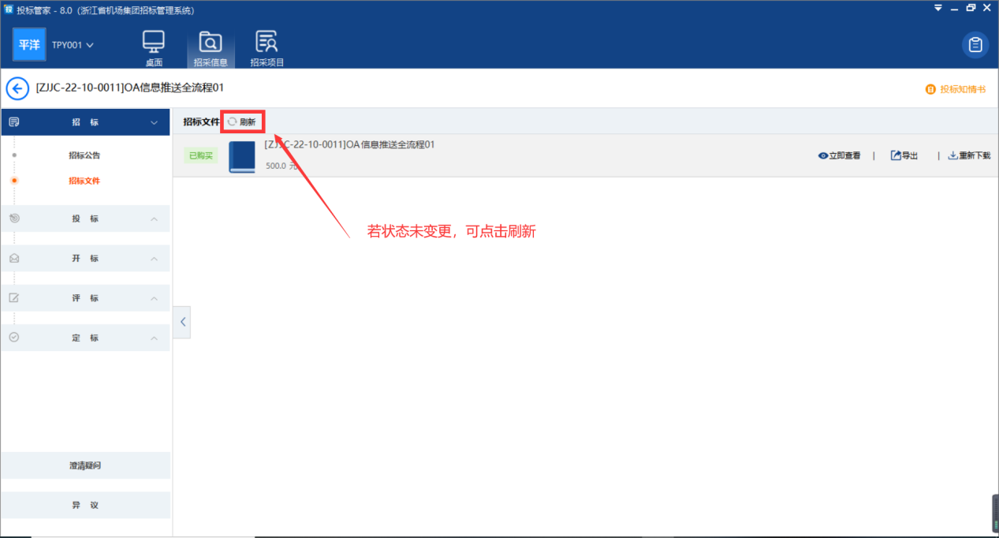 投标管家 - 8.0（浙江省机场集团招标管理系统）
平洋
TPY001
桌面
招采信息
招采项目
[ZJJC-22-10-0011]OA信息推送全流程01
投标知情书
招 标
招标公告
招标文件
投 标
开 标
评 标
定 标
澄清疑问
异 议
招标文件
刷新
已购买
[ZJJC-22-10-0011]OA信息推送全流程01
500.0 元
立即查看 | 导出 | 重新下载
若状态未变更，可点击刷新